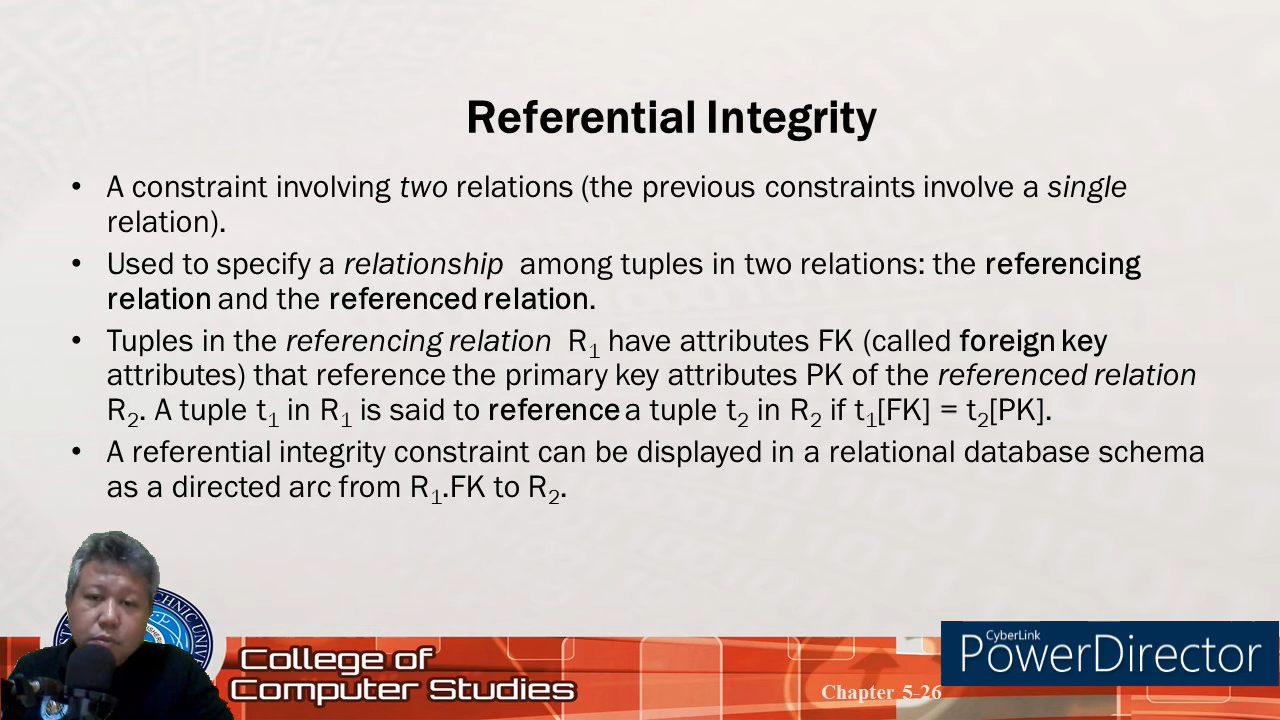 Referential Integrity
• A constraint involving two relations (the previous constraints involve a single
relation).
• Used to specify a relationship among tuples in two relations: the referencing
relation and the referenced relation.
• Tuples in the referencing relation R1 have attributes FK (called foreign key
attributes) that reference the primary key attributes PK of the referenced relation
R2. A tuple t1 in R1 is said to reference a tuple t2 in R2 if t1[FK] = t2[PK].
• A referential integrity constraint can be displayed in a relational database schema
as a directed arc from R1.FK to R2.
College of
Computer Studies
Chapter 5-26
CyberLink
PowerDirector